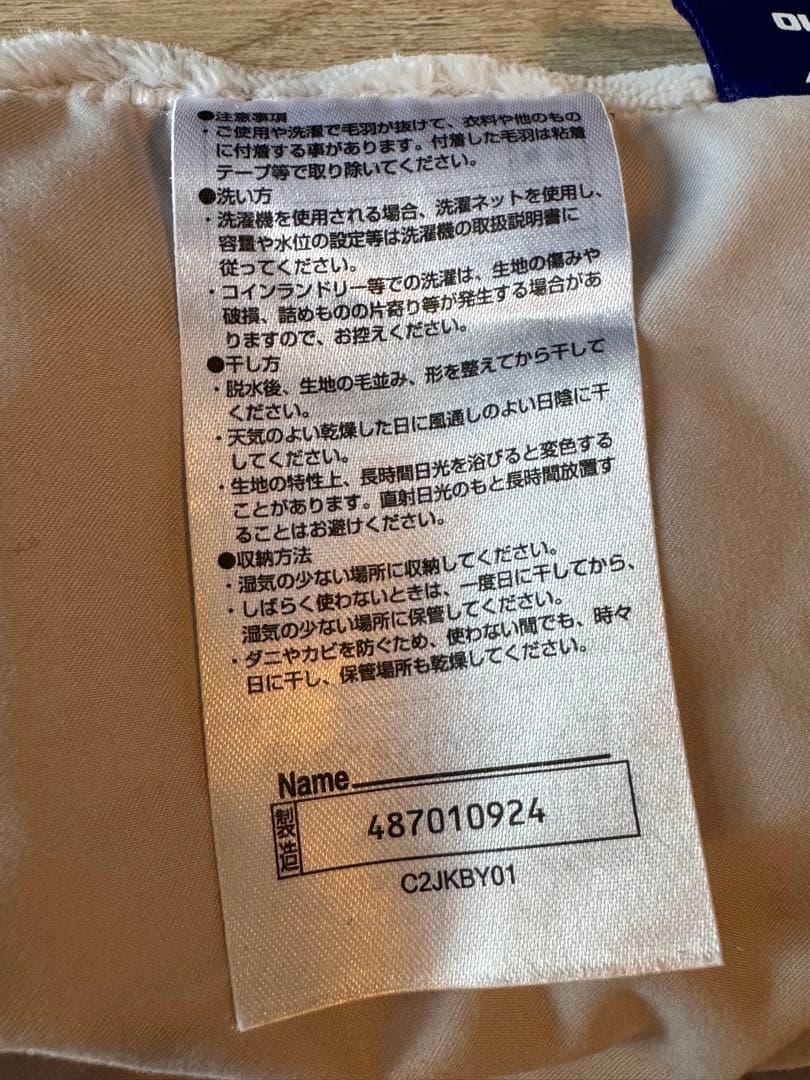 ●注意事項
・ご使用や洗濯で毛羽が抜けて、衣料や他のもの
に付着する事があります。付着した毛羽は粘着
テープ等で取り除いてください。
●洗い方
・洗濯機を使用される場合、洗濯ネットを使用し、
容量や水位の設定等は洗濯機の取扱説明書に
従ってください。
・コインランドリー等での洗濯は、生地の傷みや
破損、詰めものの片寄り等が発生する場合があ
りますので、お控えください。
●干し方
・脱水後、生地の毛並み、形を整えてから干して
ください。
・天気のよい乾燥した日に風通しのよい日陰に干
してください。
・生地の特性上、長時間日光を浴びると変色する
ことがあります。直射日光のもと長時間放置す
ることはお避けください。
●収納方法
・湿気の少ない場所に収納してください。
・しばらく使わないときは、一度日に干してから、
湿気の少ない場所に保管してください。
・ダニやカビを防ぐため、使わない間でも、時々
日に干し、保管場所も乾燥してください。
Name
製造 487010924
C2JKBY01